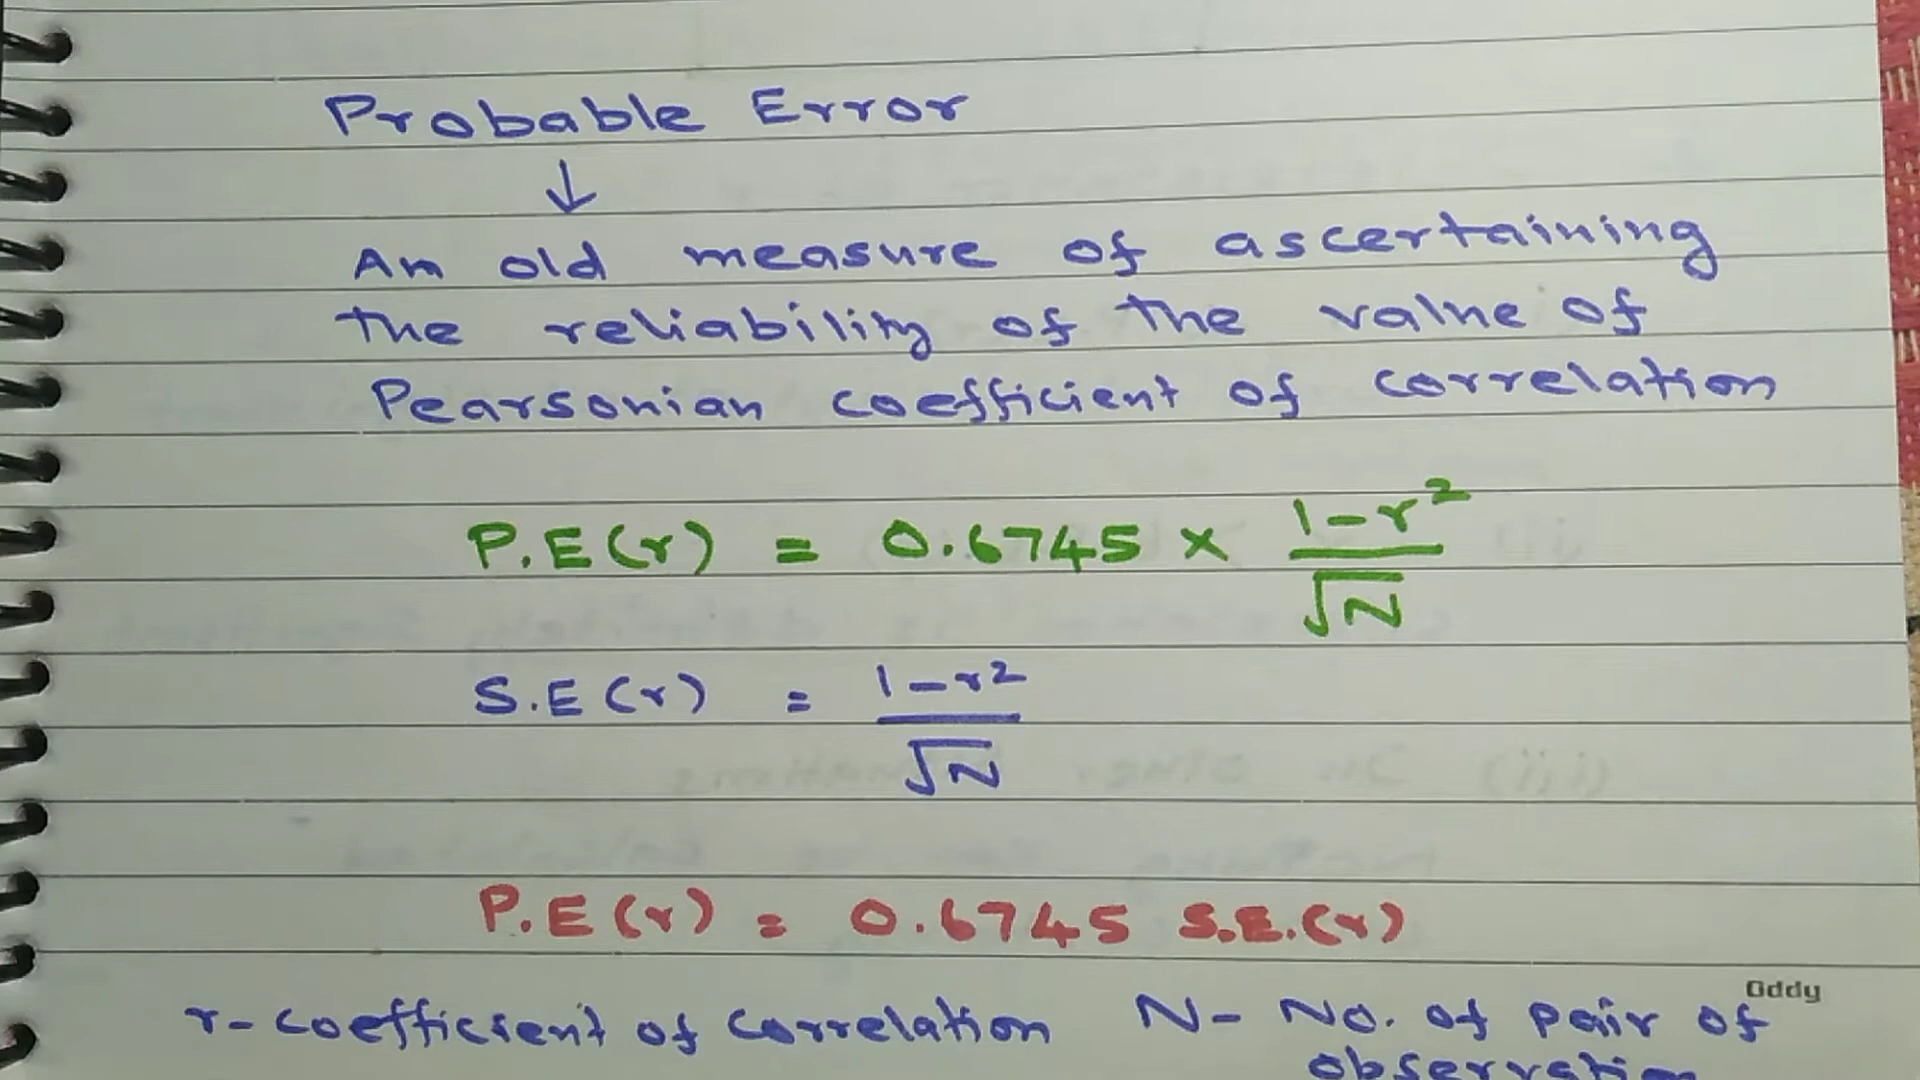 Probable Error
↓
An old measure of ascertaining
the reliability of the value of
Pearsonian coefficient of correlation
P.E(r) = 0.6745 × 1-r² / √N
S.E(r) = 1-r² / √N
P.E(r) = 0.6745 S.E.(r)
r- coefficient of correlation N- No. of pair of
observation
Oddy